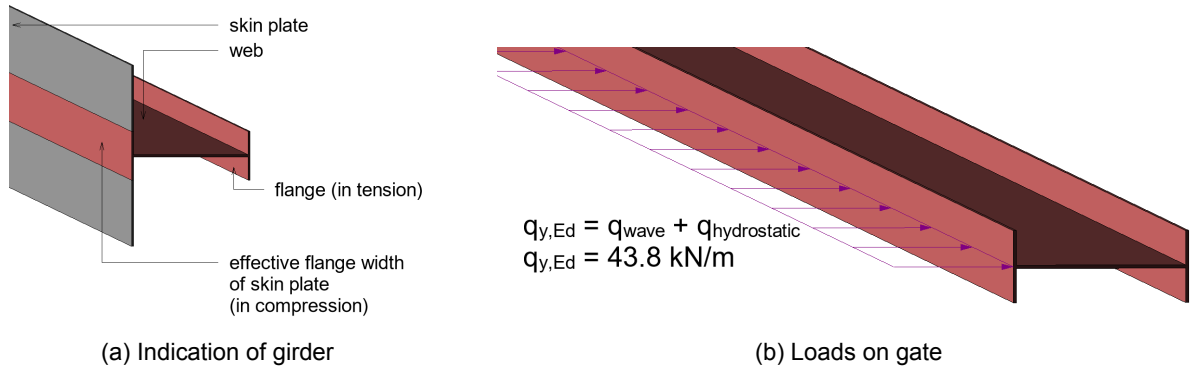 skin plate
web
flange (in tension)
effective flange width
of skin plate
(in compression)
(a) Indication of girder
qy,Ed = qwave + qhydrostatic
qy,Ed = 43.8 kN/m
(b) Loads on gate